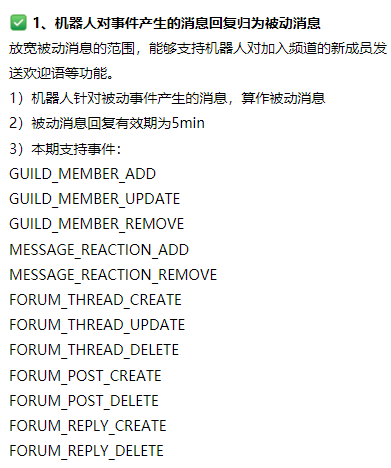 ✅ 1、机器人对事件产生的消息回复归为被动消息
放宽被动消息的范围，能够支持机器人对加入频道的新成员发
送欢迎语等功能。
1）机器人针对被动事件产生的消息，算作被动消息
2）被动消息回复有效期为5min
3）本期支持事件：
GUILD_MEMBER_ADD
GUILD_MEMBER_UPDATE
GUILD_MEMBER_REMOVE
MESSAGE_REACTION_ADD
MESSAGE_REACTION_REMOVE
FORUM_THREAD_CREATE
FORUM_THREAD_UPDATE
FORUM_THREAD_DELETE
FORUM_POST_CREATE
FORUM_POST_DELETE
FORUM_REPLY_CREATE
FORUM_REPLY_DELETE